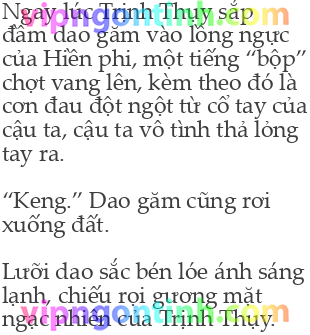 Ngay lúc Trịnh Thụy sắp
đâm dao găm vào lồng ngực
của Hiền phi, một tiếng “bộp”
chợt vang lên, kèm theo đó là
cơn đau đột ngột từ cổ tay của
cậu ta, cậu ta vô tình thả lỏng
tay ra.
“Keng.” Dao găm cũng rơi
xuống đất.
Lưỡi dao sắc bén lóe ánh sáng
lạnh, chiếu rọi gương mặt
ngạc nhiên của Trịnh Thụy.
vipngontinh.com
vipngontinh.com